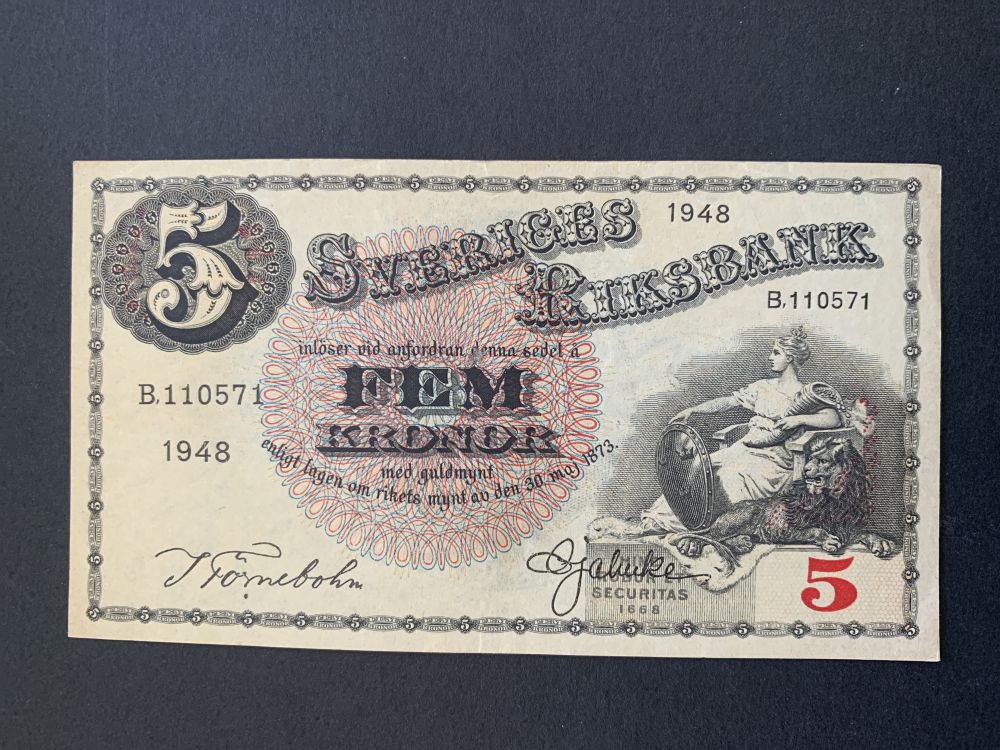 5
SVERIGES
1948
RIKSBANK
B.110571
inlöser vid anfordran denna sedel å
FEM
KRONOR
B.110571
1948
med guldmynt
enligt lagen om rikets mynt av den 30 maj 1873.
I Törnebohm
SECURITAS
1668
5